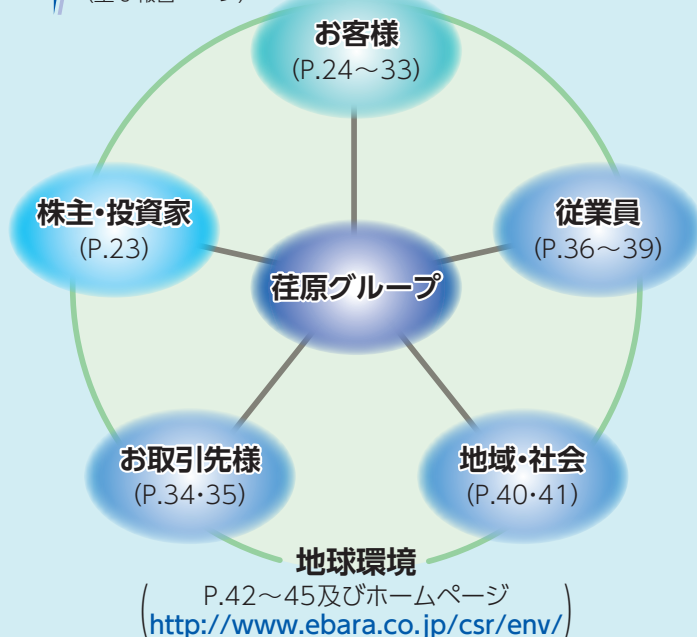 お客様
(P.24～33)
株主・投資家
(P.23)
従業員
(P.36～39)
荏原グループ
お取引先様
(P.34・35)
地域・社会
(P.40・41)
地球環境
(P.42～45及びホームページ
http://www.ebara.co.jp/csr/env/)